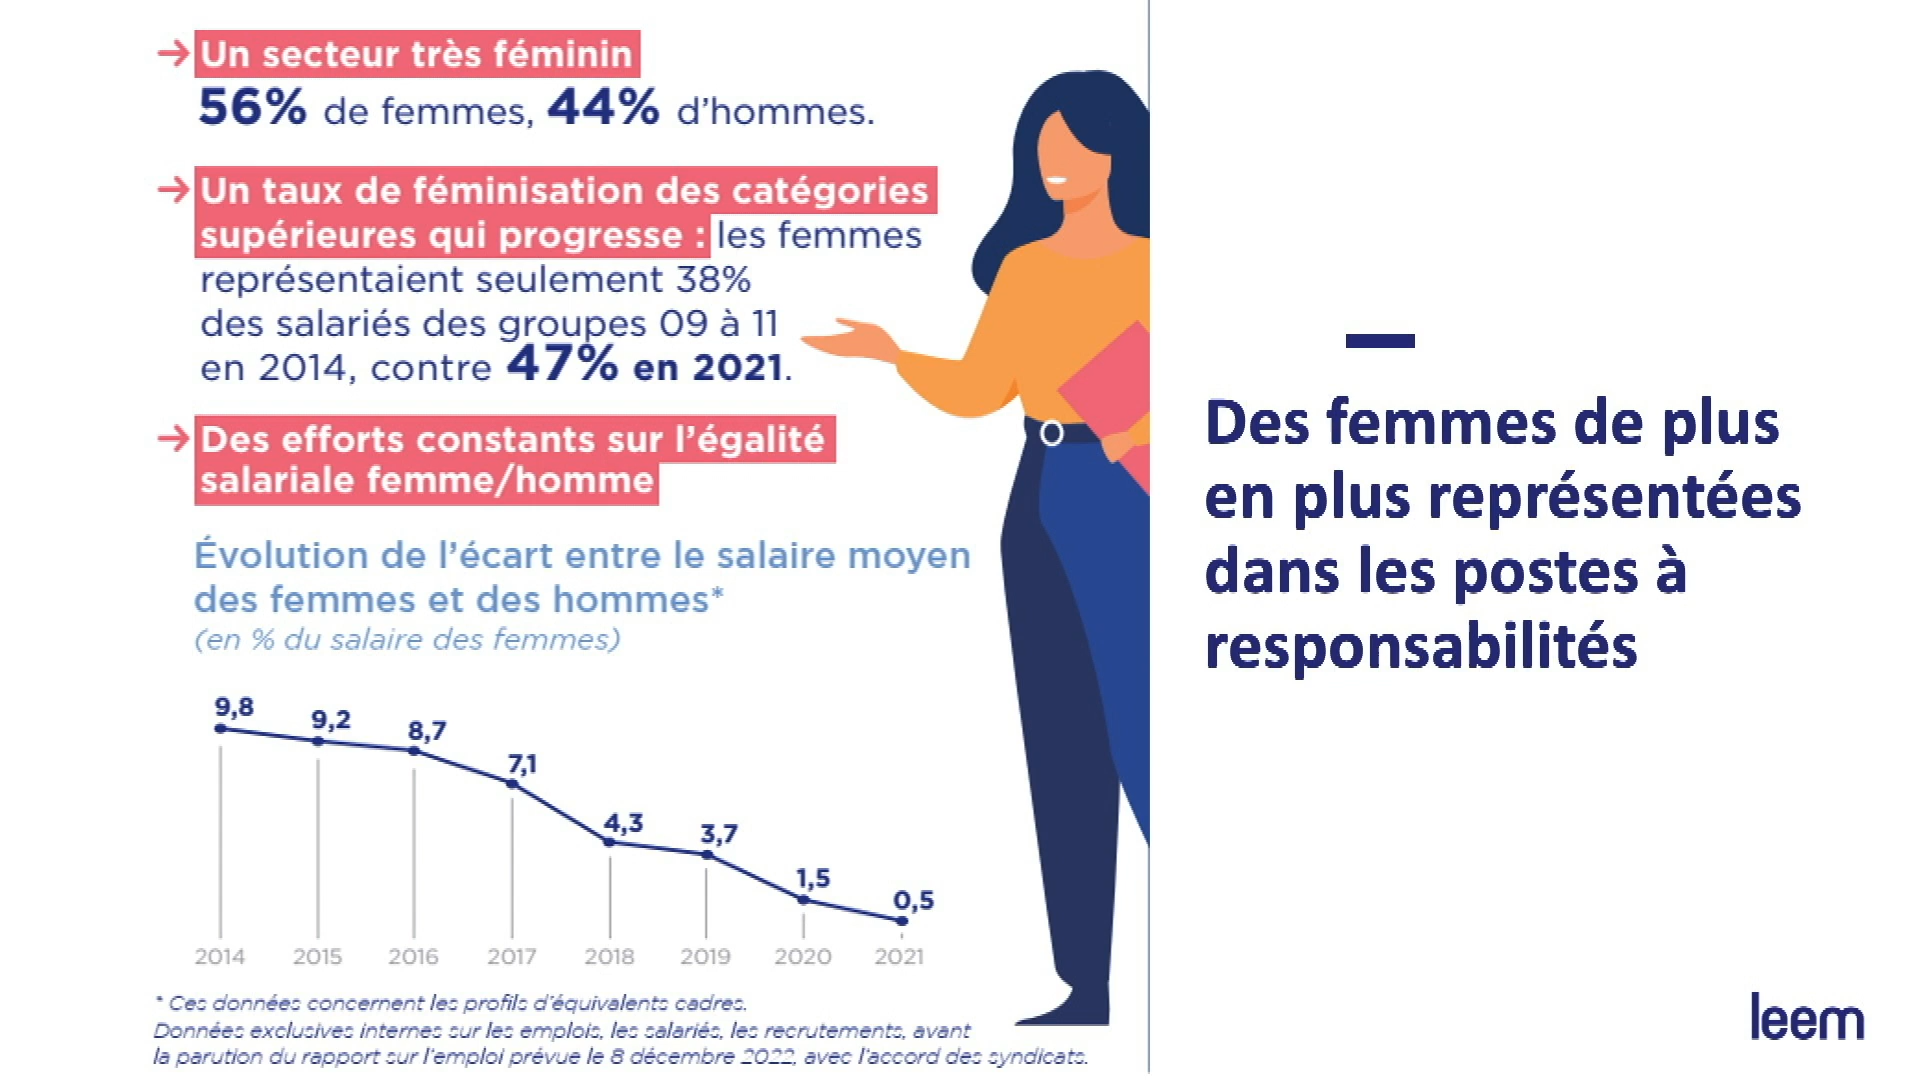 → Un secteur très féminin
56% de femmes, 44% d'hommes.
→ Un taux de féminisation des catégories
supérieures qui progresse : les femmes
représentaient seulement 38%
des salariés des groupes 09 à 11
en 2014, contre 47% en 2021.
→ Des efforts constants sur l'égalité
salariale femme/homme
Évolution de l'écart entre le salaire moyen
des femmes et des hommes*
(en % du salaire des femmes)
9,8
9,2
8,7
7,1
4,3
3,7
1,5
0,5
2014 2015 2016 2017 2018 2019 2020 2021
* Ces données concernent les profils d'équivalents cadres.
Données exclusives internes sur les emplois, les salariés, les recrutements, avant
la parution du rapport sur l'emploi prévue le 8 décembre 2022, avec l'accord des syndicats.
Des femmes de plus
en plus représentées
dans les postes à
responsabilités
leem